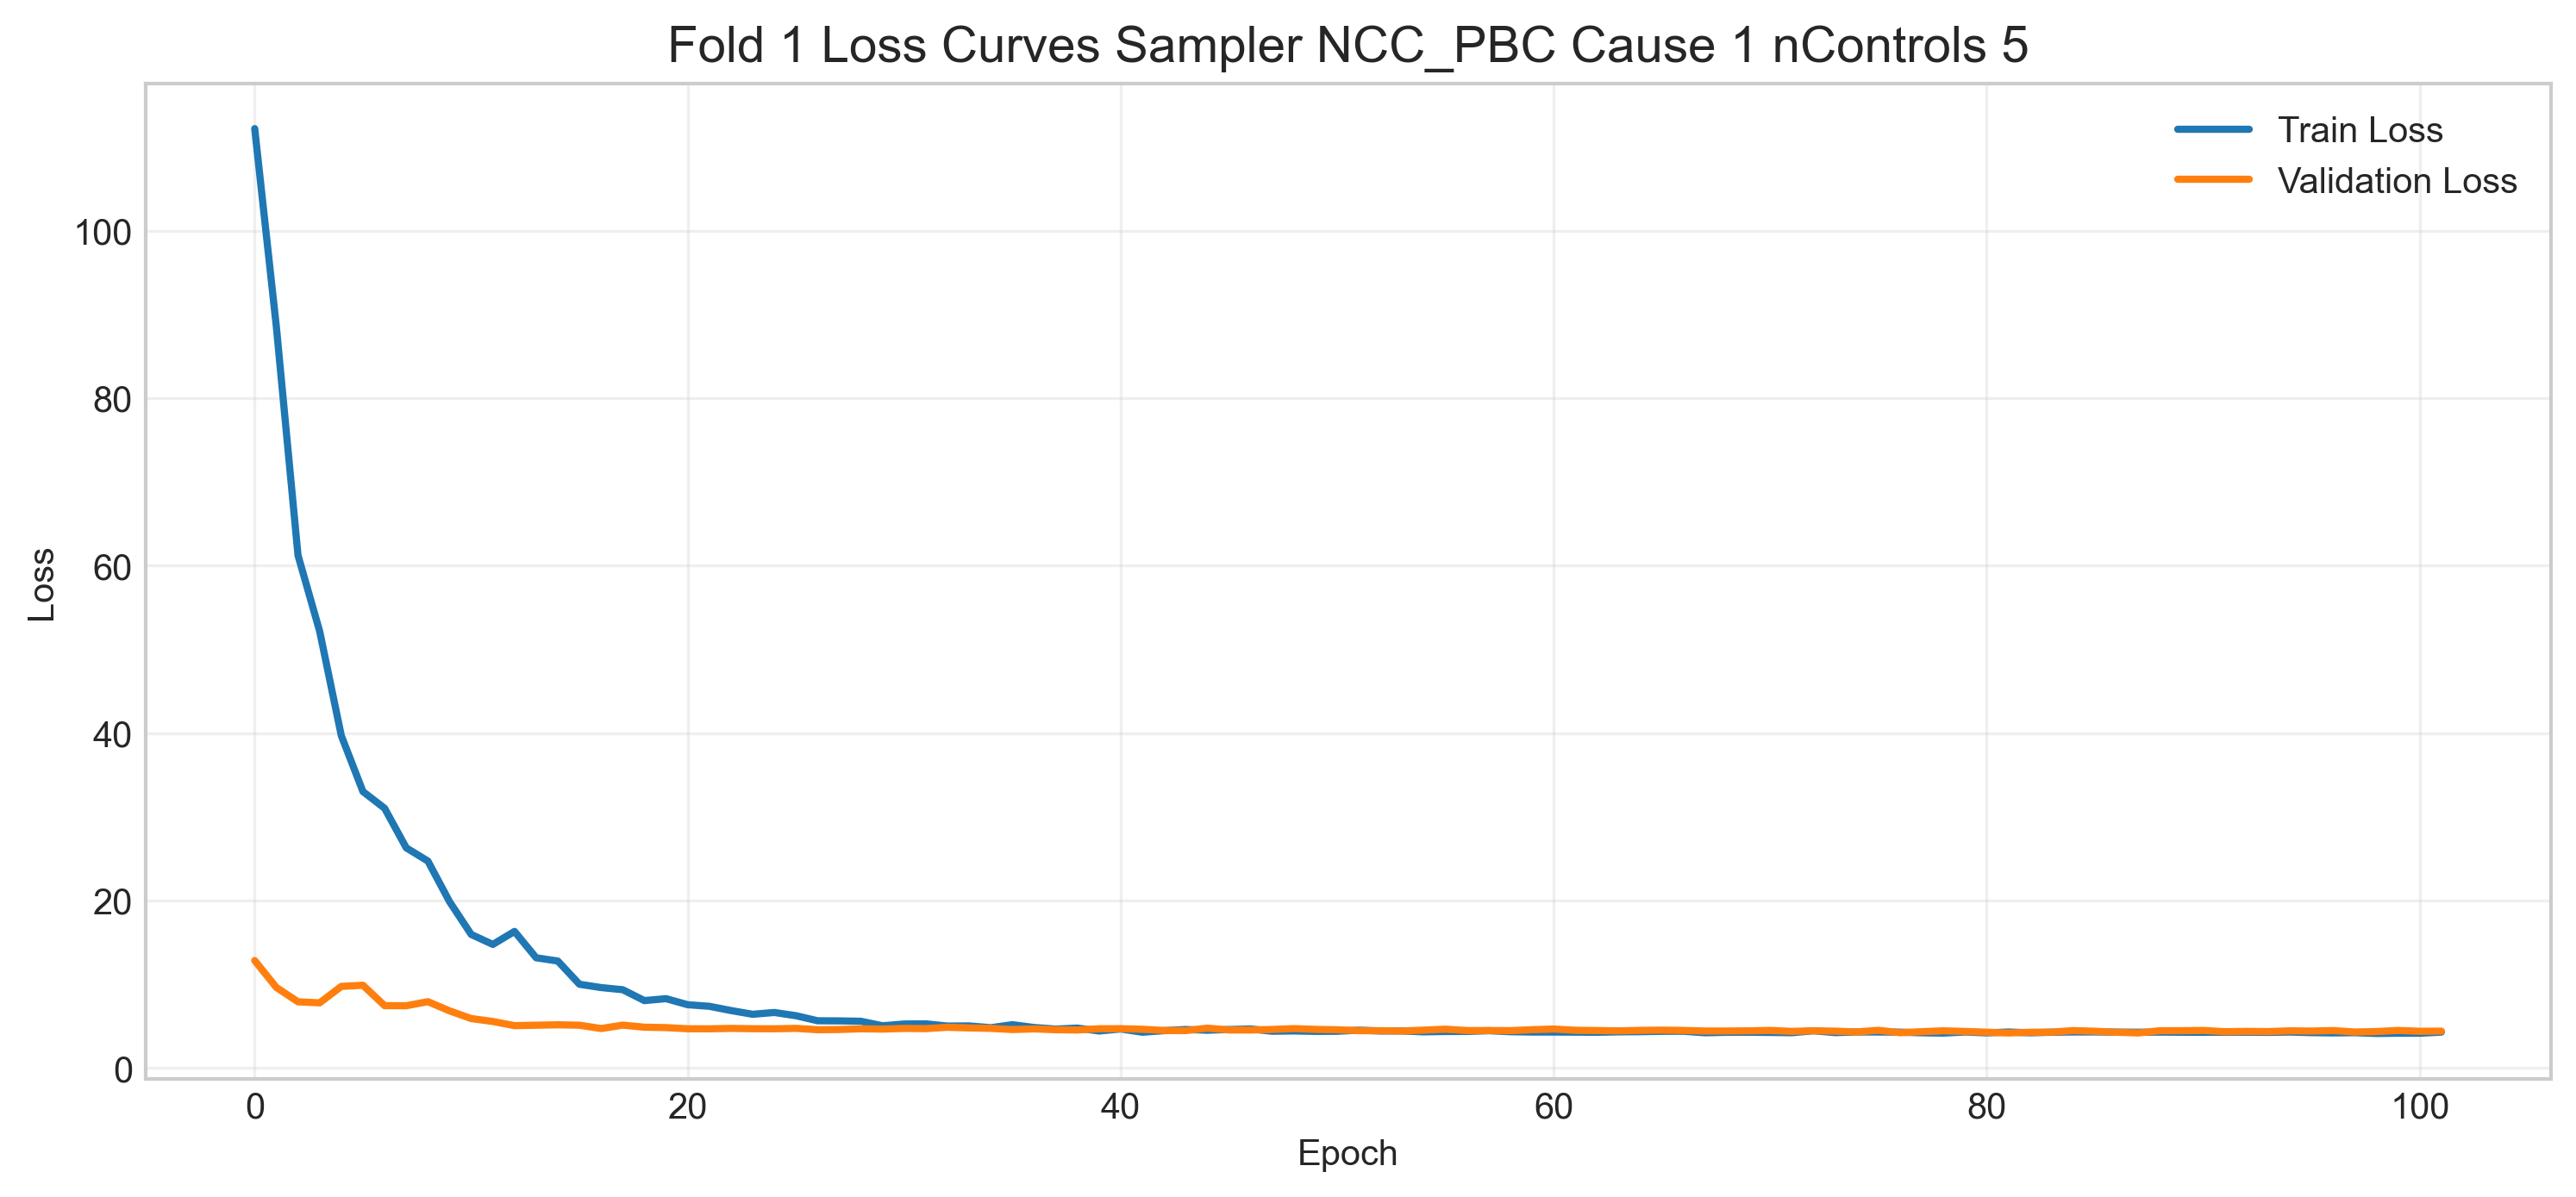 Fold 1 Loss Curves Sampler NCC_PBC Cause 1 nControls 5
Train Loss
Validation Loss
Loss
100
80
60
40
20
0
0 20 40 60 80 100
Epoch